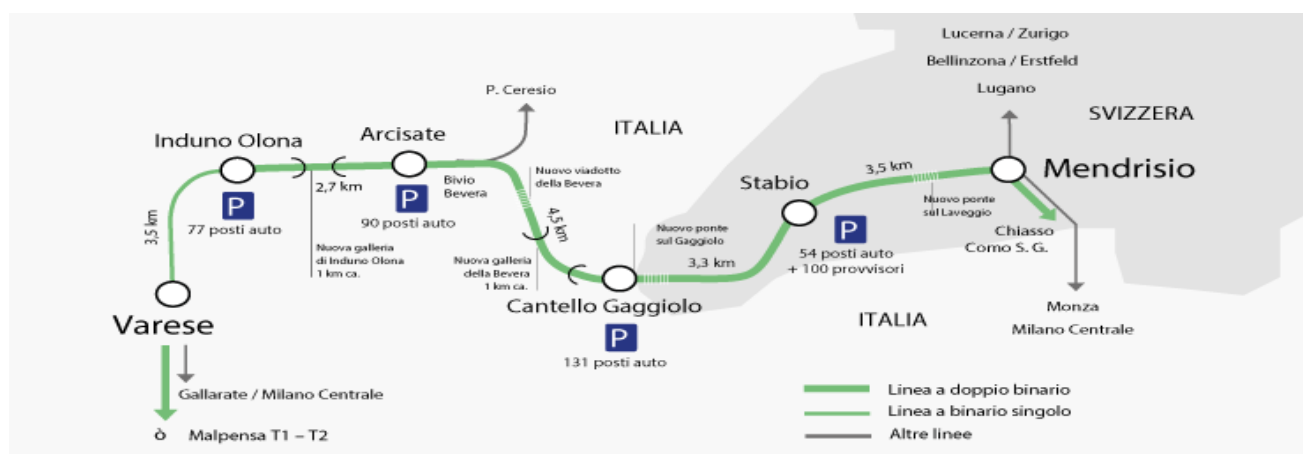 Lucerna / Zurigo
Bellinzona / Erstfeld
Lugano
SVIZZERA
P. Ceresio
ITALIA
Induno Olona
Arcisate
Mendrisio
Stabio
3,5 km
2,7 km
Bivio
Bevera
Nuovo viadotto
della Bevera
P
77 posti auto
P
90 posti auto
3,5 km
4,5 km
Nuovo ponte
sul Laveggio
Nuova galleria
di Induno Olona
1 km ca.
Nuova galleria
della Bevera
1 km ca.
Nuovo ponte
sul Gaggiolo
3,3 km
P
54 posti auto
+ 100 provvisori
Chiasso
Como S. G.
Cantello Gaggiolo
P
131 posti auto
ITALIA
Monza
Milano Centrale
Varese
Gallarate / Milano Centrale
ò Malpensa T1 – T2
Linea a doppio binario
Linea a binario singolo
Altre linee